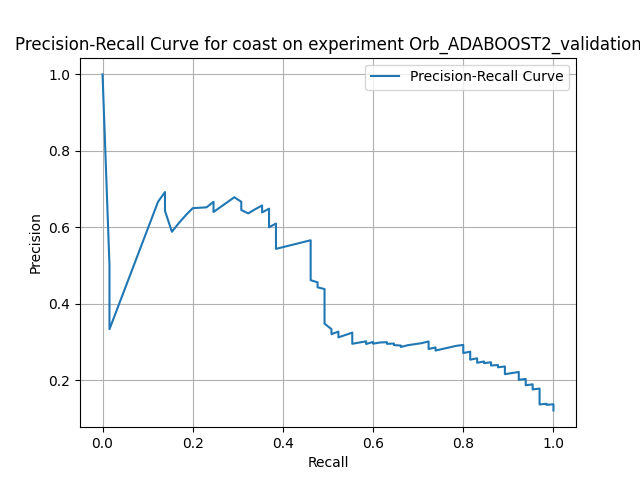 Precision-Recall Curve for coast on experiment Orb_ADABOOST2_validation
Precision-Recall Curve
1.0
0.8
0.6
0.4
0.2
Precision
0.0 0.2 0.4 0.6 0.8 1.0
Recall